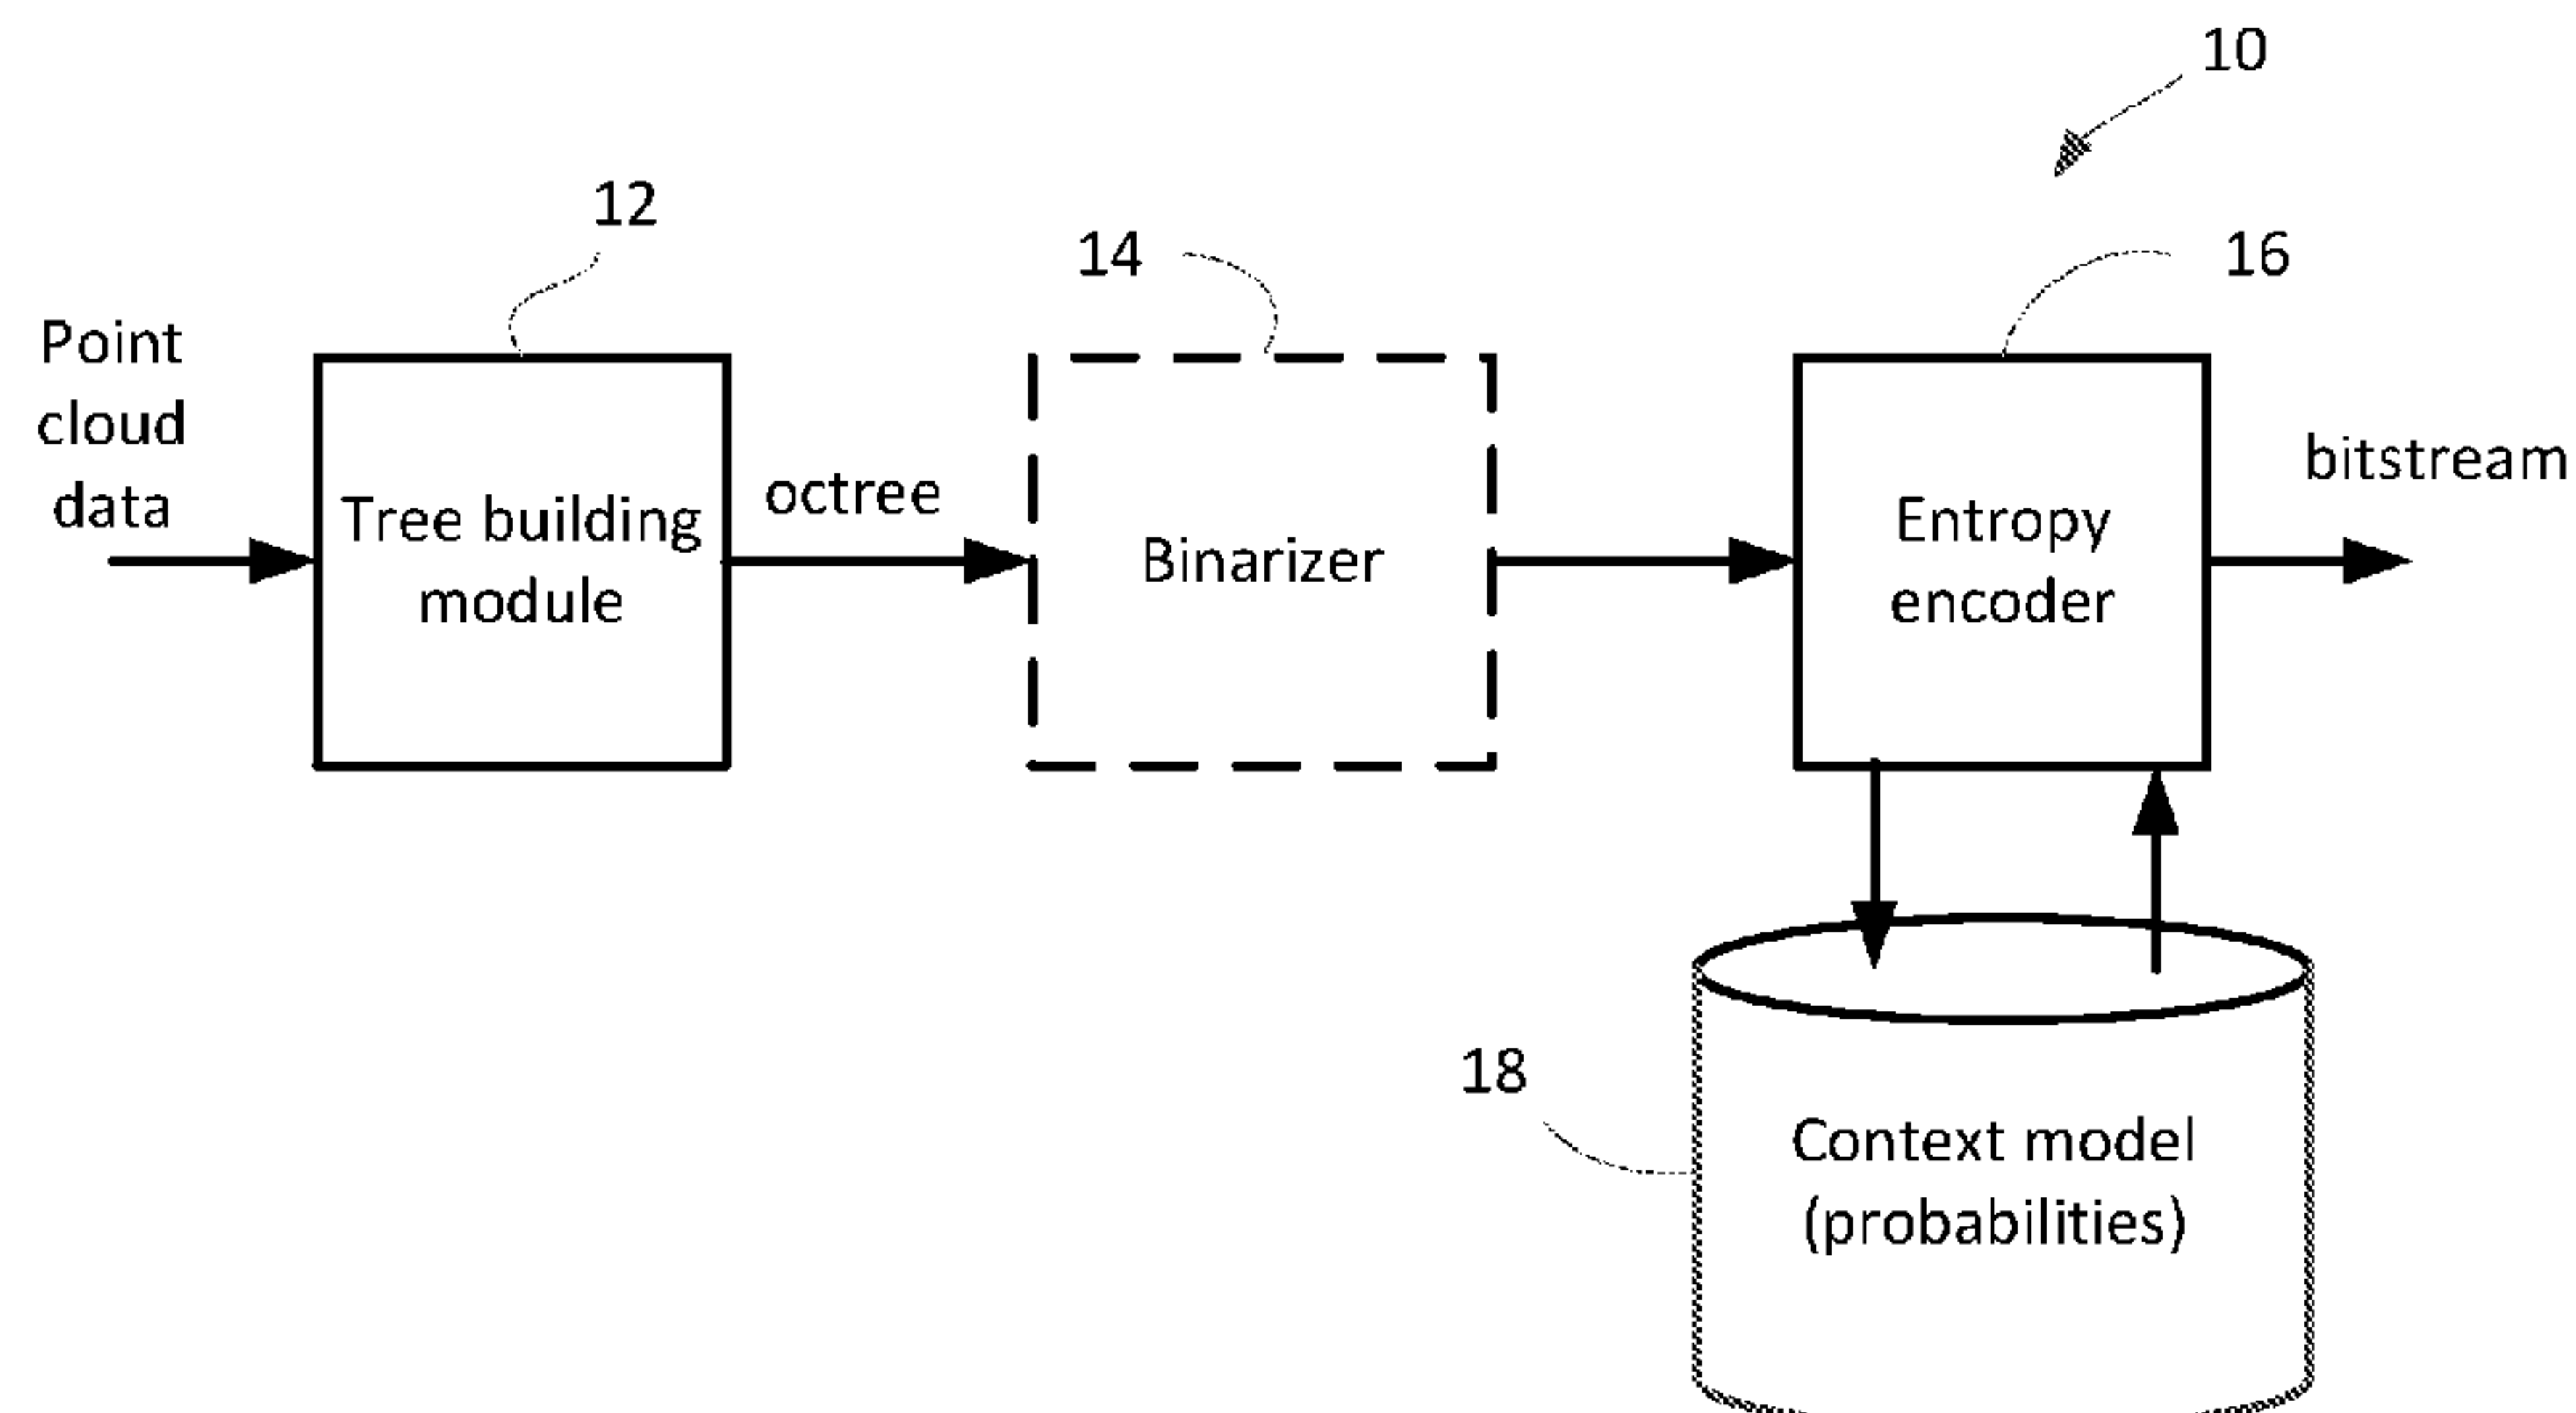 10
12
14
16
Point
cloud
data
Tree building
module
octree
Binarizer
Entropy
encoder
bitstream
18
Context model
(probabilities)